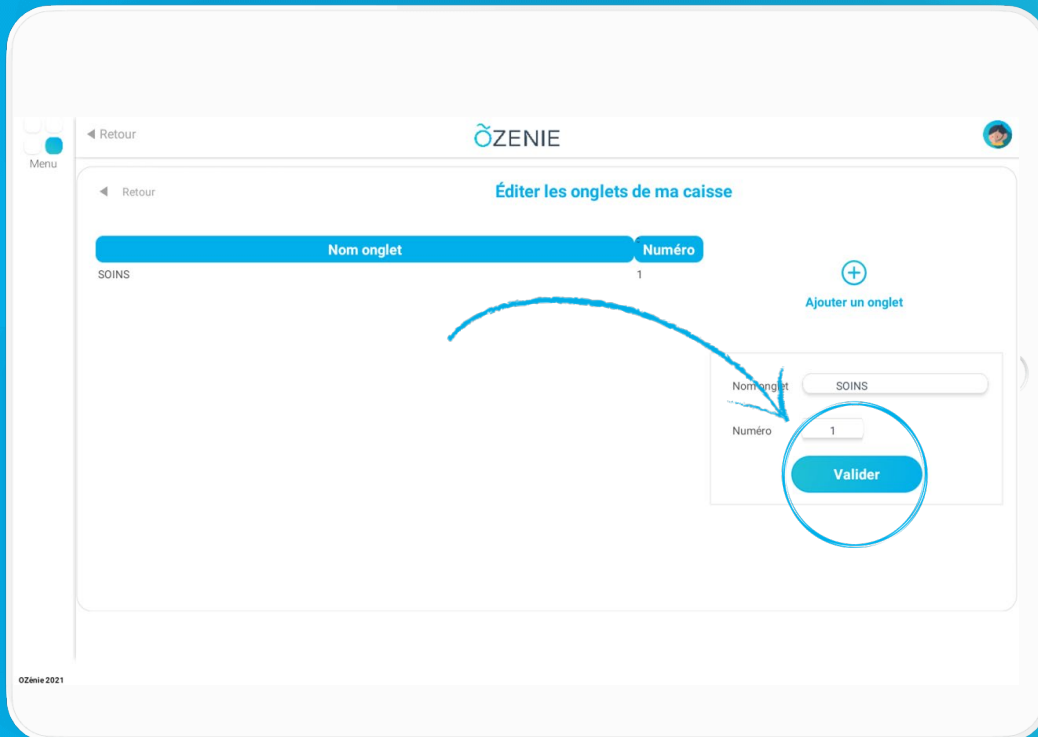 Menu
Retour
ÕZENIE
Retour
Éditer les onglets de ma caisse
Nom onglet Numéro
SOINS 1
Ajouter un onglet
Nom onglet SOINS
Numéro 1
Valider
OZénie 2021